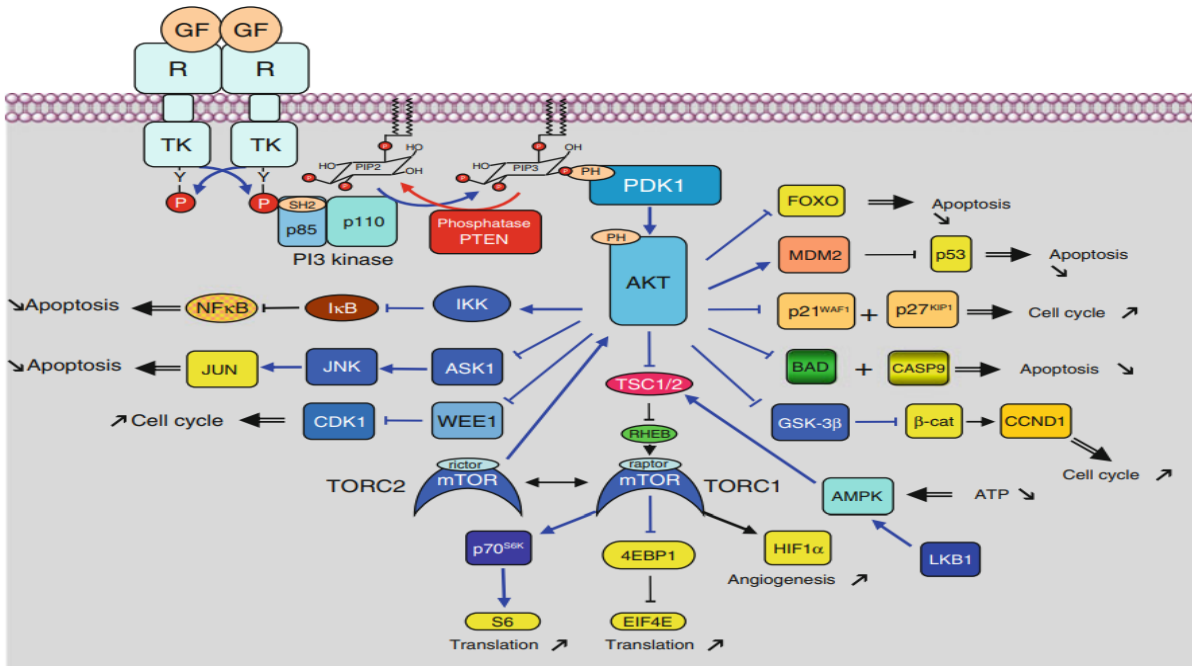 GF GF
R R
TK TK
Y Y
P P
SH2
p85 p110
PI3 kinase
HO HO
PIP2 OH
P P P
Phosphatase
PTEN
HO OH
PIP3 OH
P P P P
PH
PDK1
PH
AKT
FOXO Apoptosis ↘
MDM2 p53 Apoptosis ↘
p21WAF1 + p27KIP1 Cell cycle ↗
BAD + CASP9 Apoptosis ↘
GSK-3β β-cat CCND1
Cell cycle ↗
↘Apoptosis NFκB IκB IKK
↘Apoptosis JUN JNK ASK1
↗Cell cycle CDK1 WEE1
TSC1/2
RHEB
rictor raptor
TORC2 mTOR mTOR TORC1
AMPK ATP ↘
LKB1
p70S6K 4EBP1 HIF1α
Angiogenesis ↗
S6 EIF4E
Translation ↗ Translation ↗